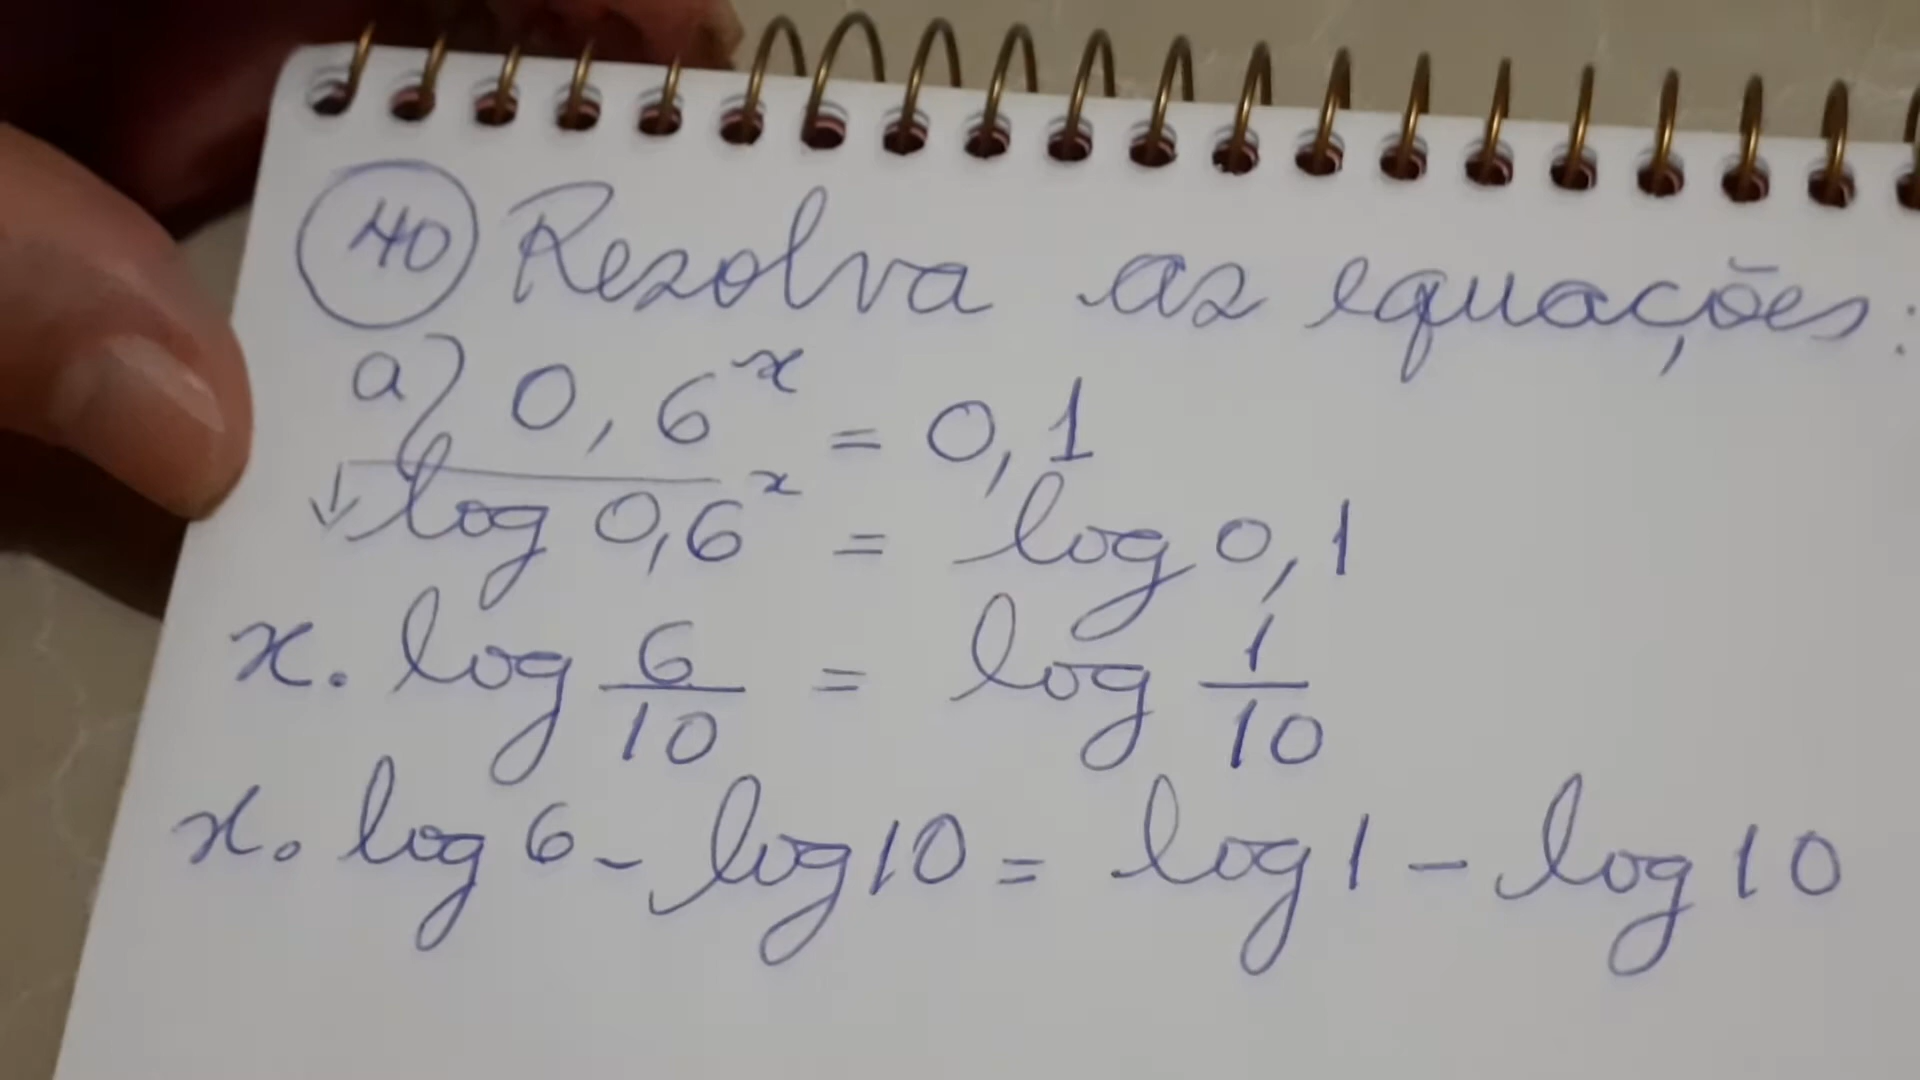 40 Resolva as equações:
a) 0,6^x = 0,1
log 0,6^x = log 0,1
x. log 6/10 = log 1/10
x. log 6 - log 10 = log 1 - log 10